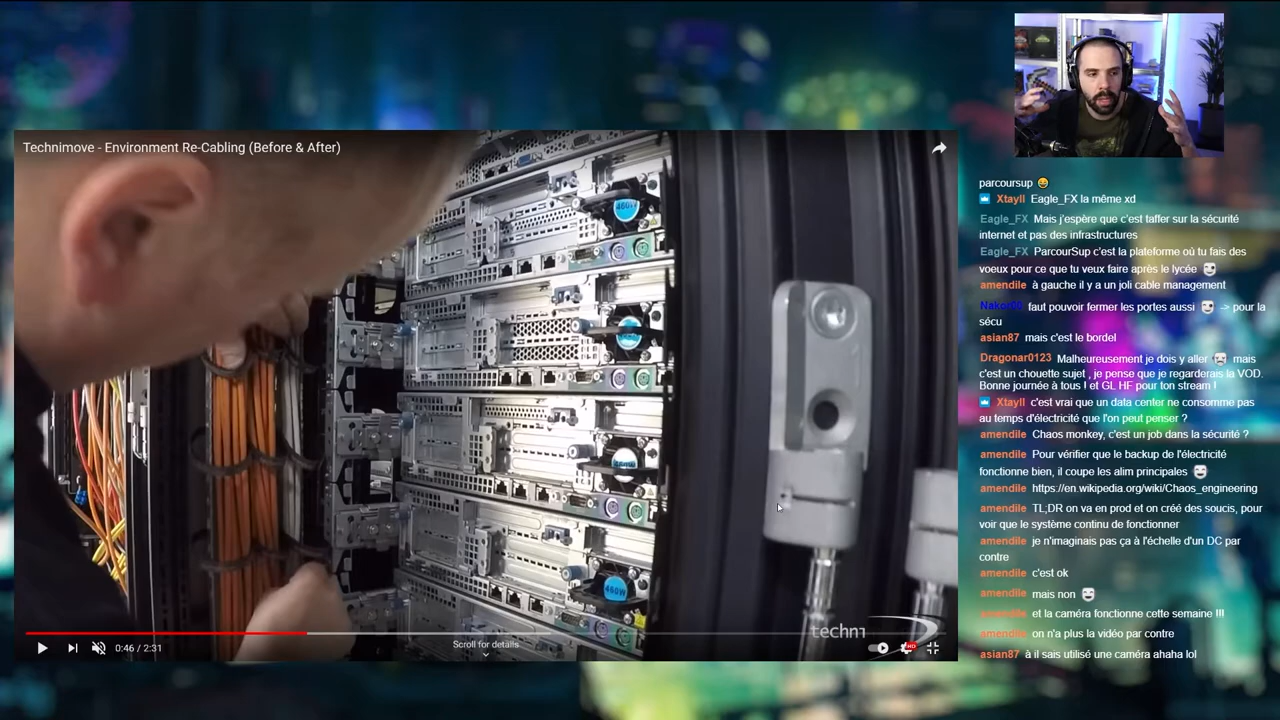 Technimove - Environment Re-Cabling (Before & After)
460W
460W
techni
0:46 / 2:31
Scroll for details
HD
parcoursup
Xtayll Eagle_FX la même xd
Eagle_FX Mais j'espère que c'est taffer sur la sécurité
internet et pas des infrastructures
Eagle_FX ParcourSup c'est la plateforme où tu fais des
voeux pour ce que tu veux faire après le lycée
amendile à gauche il y a un joli cable management
faut pouvoir fermer les portes aussi -> pour la
sécu
asian87 mais c'est le bordel
Dragonar0123 Malheureusement je dois y aller mais
c'est un chouette sujet , je pense que je regarderais la VOD.
Bonne journée à tous ! et GL HF pour ton stream !
Xtayll c'est vrai que un data center ne consomme pas
au temps d'électricité que l'on peut penser ?
amendile Chaos monkey, c'est un job dans la sécurité ?
amendile Pour vérifier que le backup de l'électricité
fonctionne bien, il coupe les alim principales
amendile https://en.wikipedia.org/wiki/Chaos_engineering
amendile TL;DR on va en prod et on créé des soucis, pour
voir que le système continu de fonctionner
amendile je n'imaginais pas ça à l'échelle d'un DC par
contre
amendile c'est ok
amendile mais non
amendile et la caméra fonctionne cette semaine !!!
amendile on n'a plus la vidéo par contre
asian87 à il sais utilisé une caméra ahaha lol